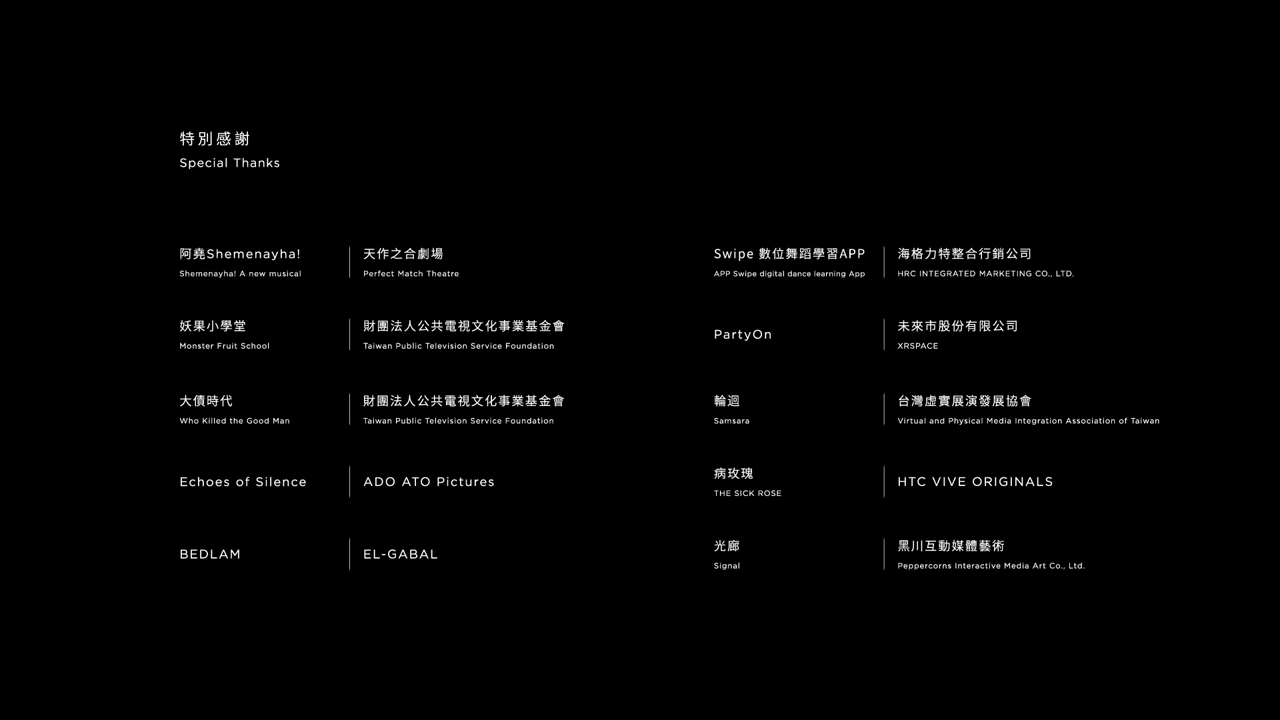 特別感謝
Special Thanks
阿堯Shemenayha!
Shemenayha! A new musical
天作之合劇場
Perfect Match Theatre
妖果小學堂
Monster Fruit School
財團法人公共電視文化事業基金會
Taiwan Public Television Service Foundation
大債時代
Who Killed the Good Man
財團法人公共電視文化事業基金會
Taiwan Public Television Service Foundation
Echoes of Silence
ADO ATO Pictures
BEDLAM
EL-GABAL
Swipe 數位舞蹈學習APP
APP Swipe digital dance learning App
海格力特整合行銷公司
HRC INTEGRATED MARKETING CO., LTD.
PartyOn
未來市股份有限公司
XRSPACE
輪迴
Samsara
台灣虛實展演發展協會
Virtual and Physical Media Integration Association of Taiwan
病玫瑰
THE SICK ROSE
HTC VIVE ORIGINALS
光廊
Signal
黑川互動媒體藝術
Peppercorns Interactive Media Art Co., Ltd.